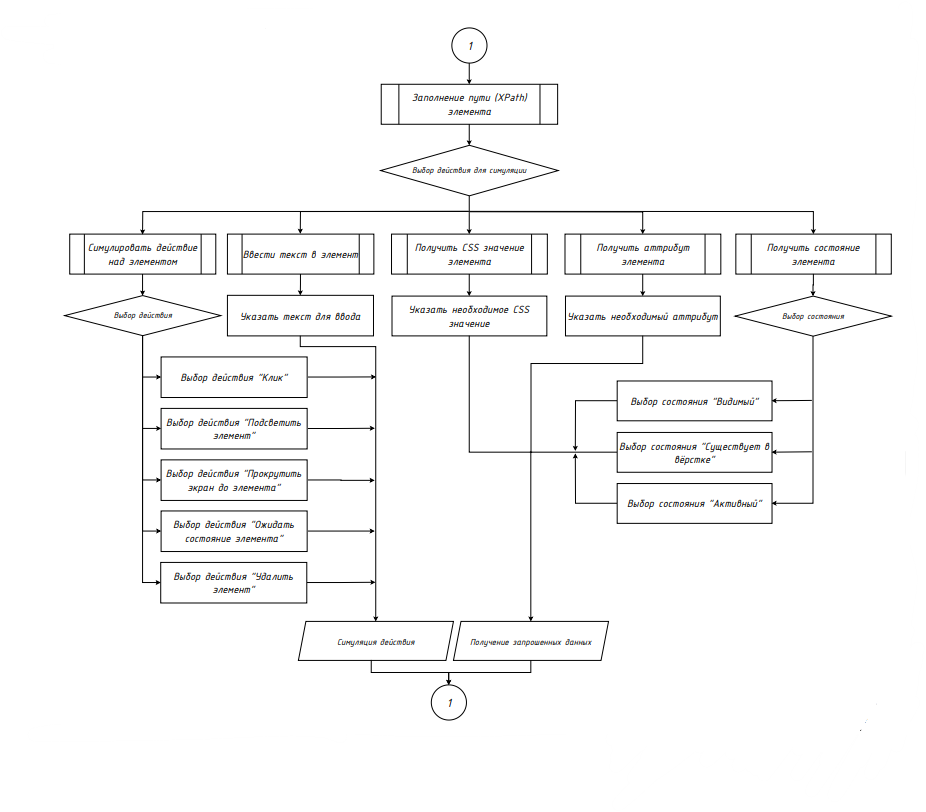 1
Заполнение пути (XPath)
элемента
Выбор действия для симуляции
Симулировать действие
над элементом
Ввести текст в элемент
Получить CSS значение
элемента
Получить аттрибут
элемента
Получить состояние
элемента
Выбор действия
Указать текст для ввода
Указать необходимое CSS
значение
Указать необходимый аттрибут
Выбор состояния
Выбор действия "Клик"
Выбор действия "Подсветить
элемент"
Выбор действия "Прокрутить
экран до элемента"
Выбор действия "Ожидать
состояние элемента"
Выбор действия "Удалить
элемент"
Выбор состояния "Видимый"
Выбор состояния "Существует в
вёрстке"
Выбор состояния "Активный"
Симуляция действия
Получение запрошенных данных
1